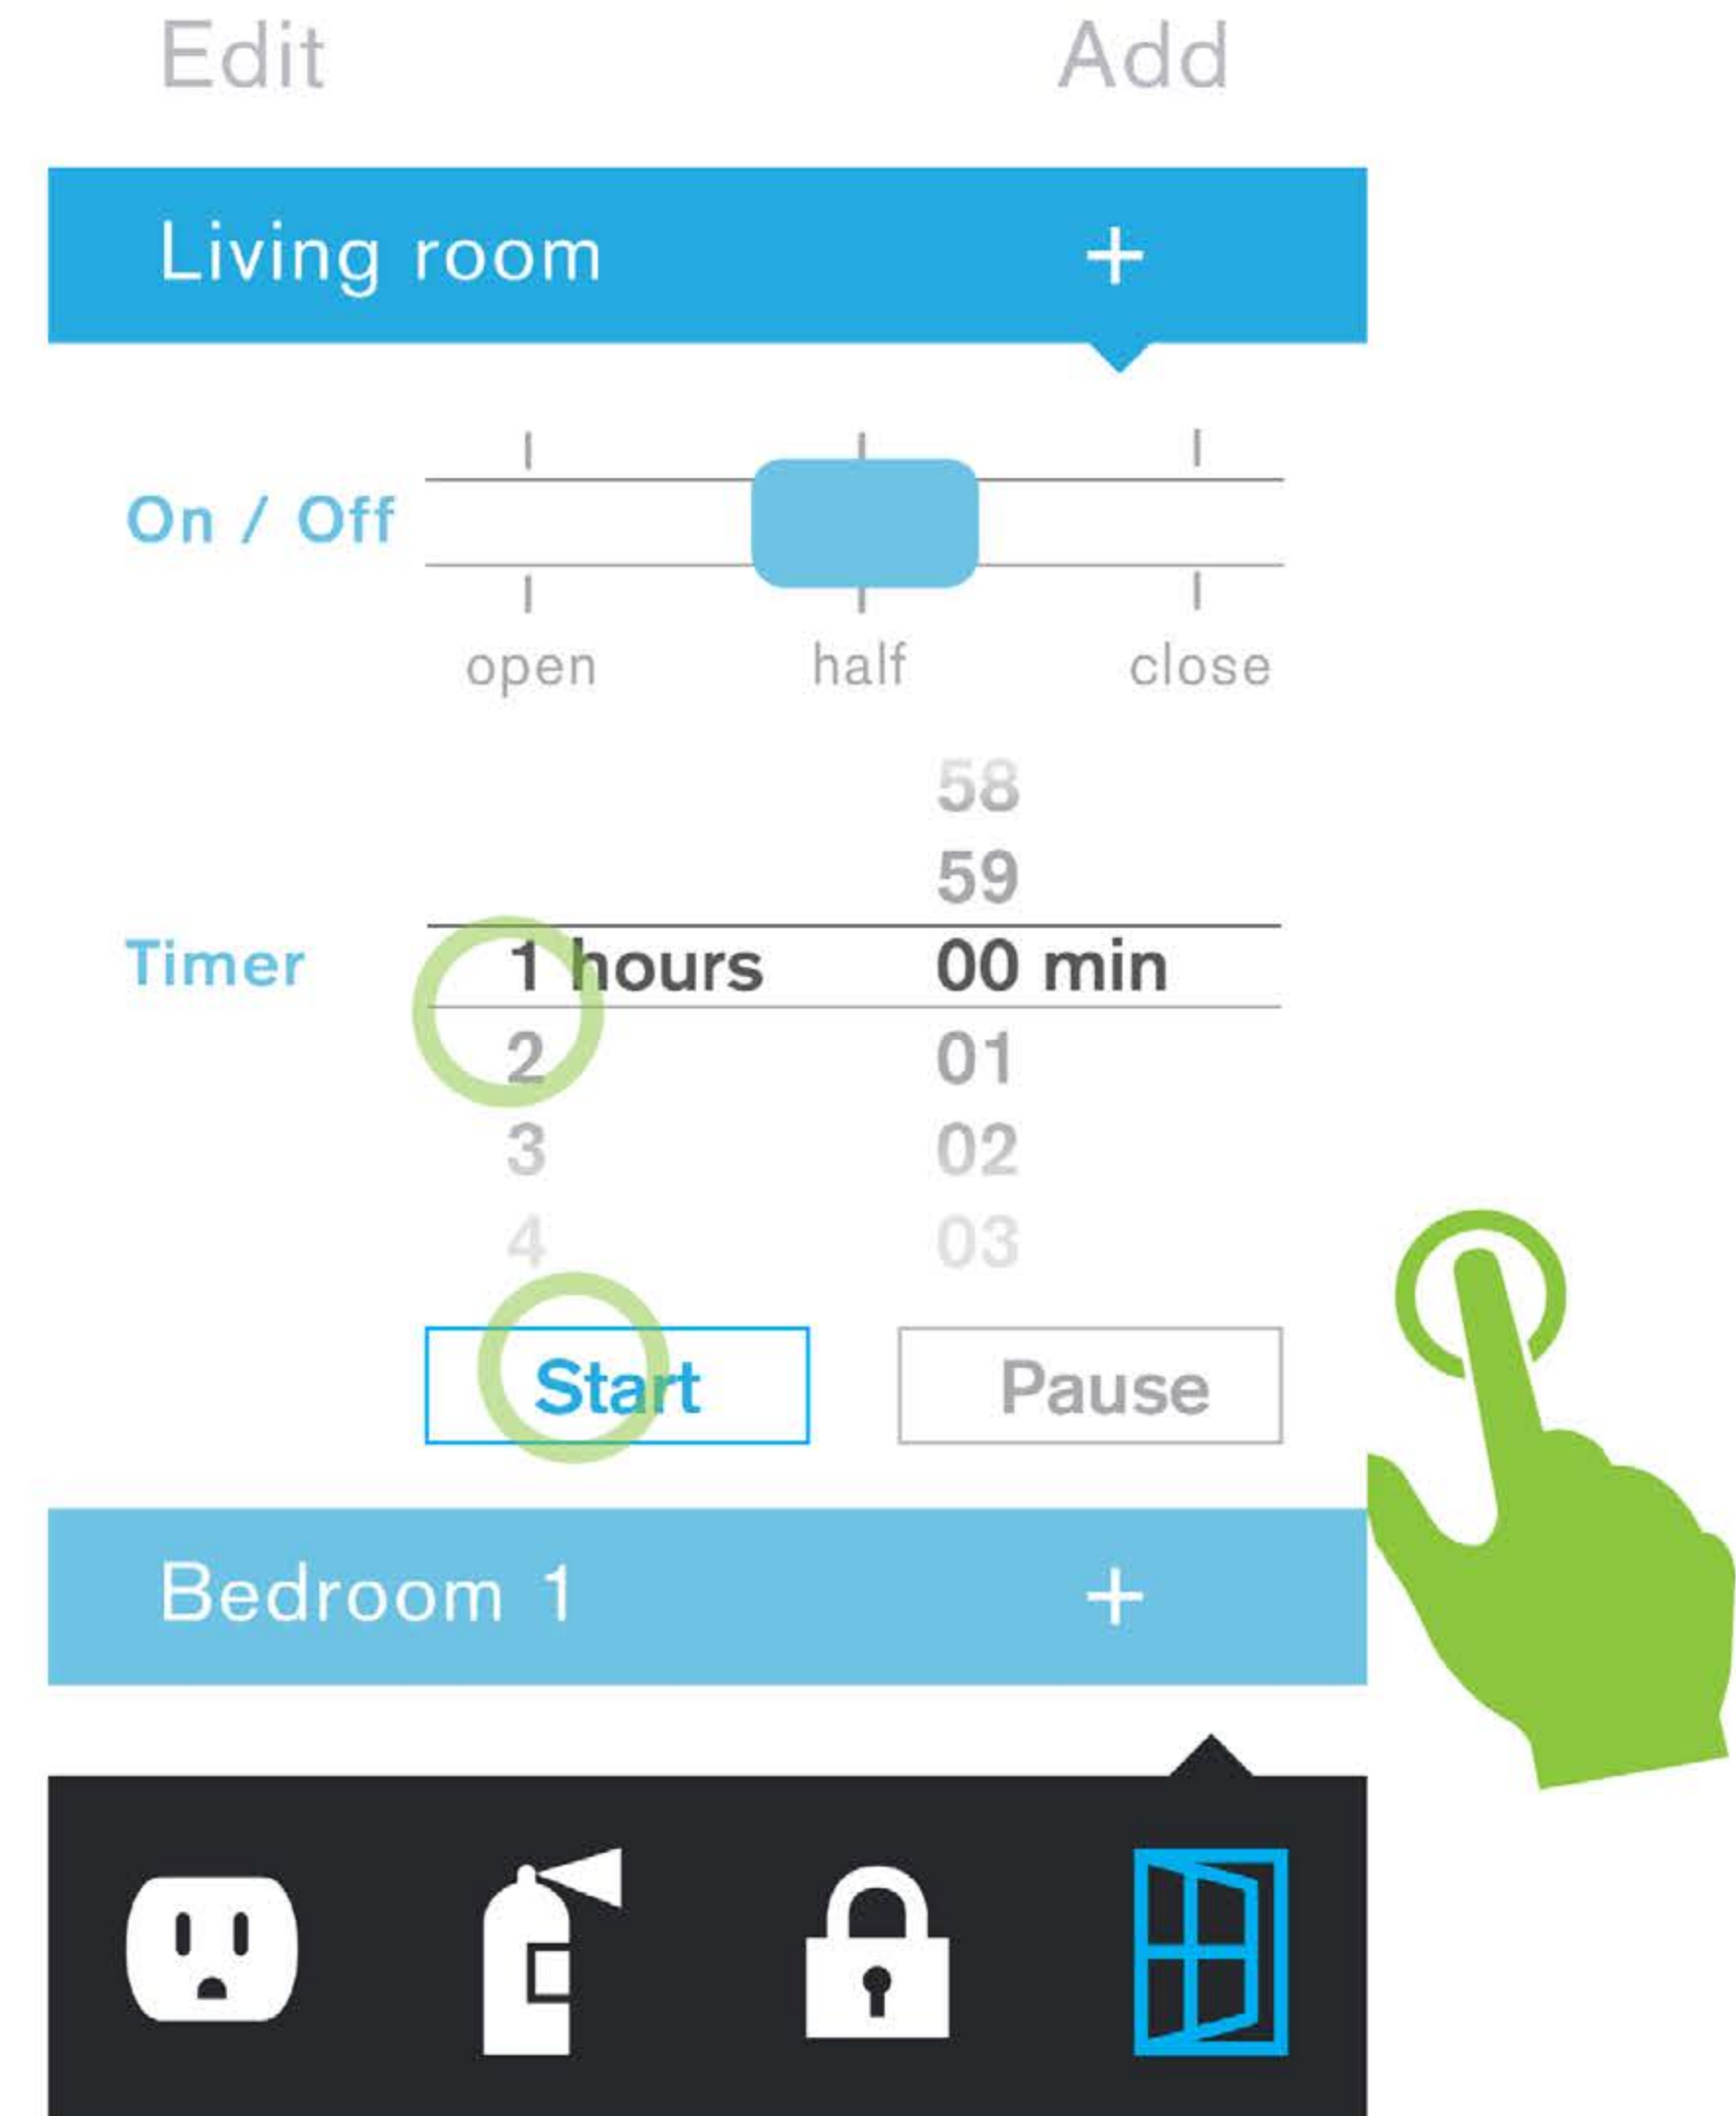 Edit Add
Living room +
On / Off
open half close
58
59
Timer 1 hours 00 min
2 01
3 02
4 03
Start Pause
Bedroom 1 +